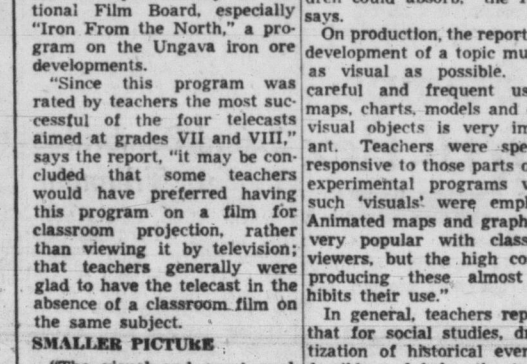 tional Film Board, especially
"Iron From the North," a pro-
gram on the Ungava iron ore
developments.
"Since this program was
rated by teachers the most suc-
cessful of the four telecasts
aimed at grades VII and VIII,"
says the report, "it may be con-
cluded that some teachers
would have preferred having
this program on a film for
classroom projection, rather
than viewing it by television;
that teachers generally were
glad to have the telecast in the
absence of a classroom film on
the same subject.
SMALLER PICTURE
says.
On production, the report
development of a topic mu
as visual as possible.
careful and frequent us
maps, charts, models and
visual objects is very im
ant. Teachers were spe
responsive to those parts o
experimental programs
such 'visuals' were empl
Animated maps and graph
very popular with class
viewers, but the high co
producing these almost
hibits their use."
In general, teachers rep
that for social studies, dr
tization of historical even